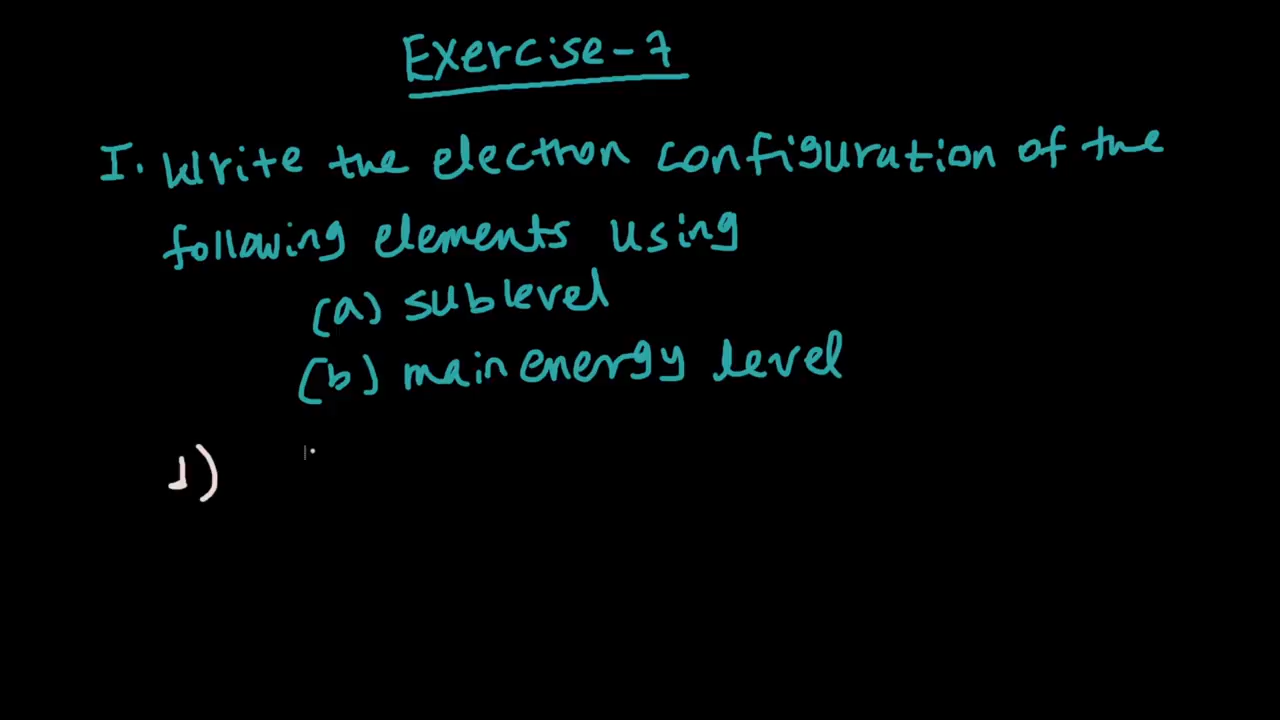 Exercise-7
I. Write the electron configuration of the
following elements using
(a) sublevel
(b) main energy level
1)